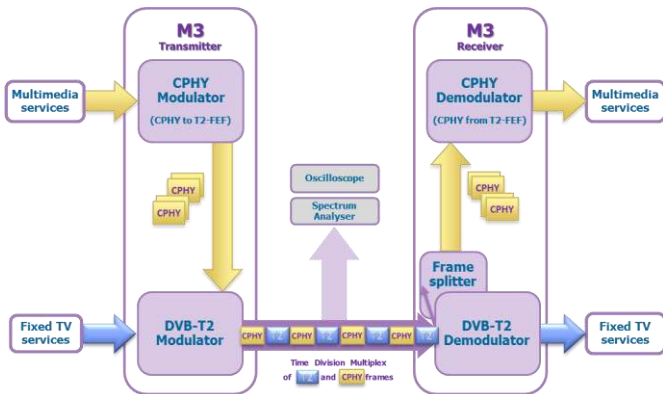 M3
Transmitter
M3
Receiver
Multimedia
services
CPHY
Modulator
(CPHY to T2-FEF)
CPHY
Demodulator
(CPHY from T2-FEF)
Multimedia
services
CPHY
CPHY
Oscilloscope
Spectrum
Analyser
CPHY
CPHY
Frame
splitter
Fixed TV
services
DVB-T2
Modulator
CPHY T2 CPHY T2 CPHY T2 CPHY T2
DVB-T2
Demodulator
Fixed TV
services
Time Division Multiplex
of T2 and CPHY frames